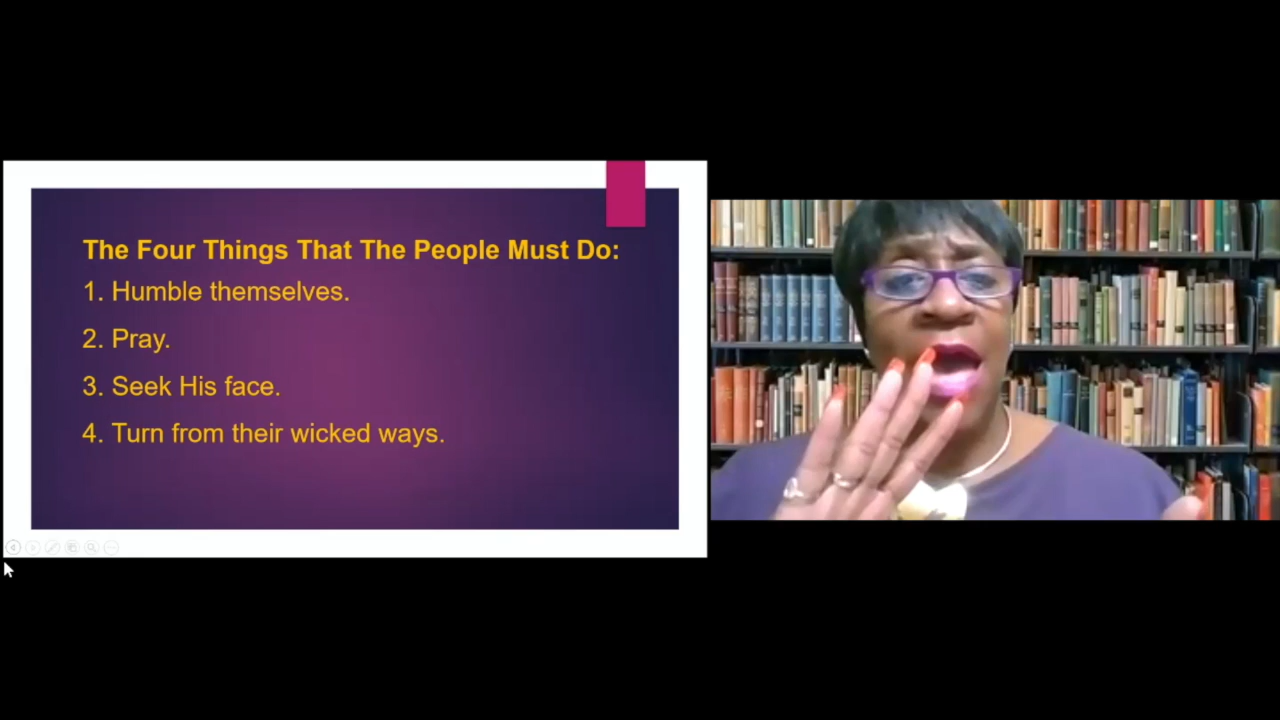 The Four Things That The People Must Do:
1. Humble themselves.
2. Pray.
3. Seek His face.
4. Turn from their wicked ways.